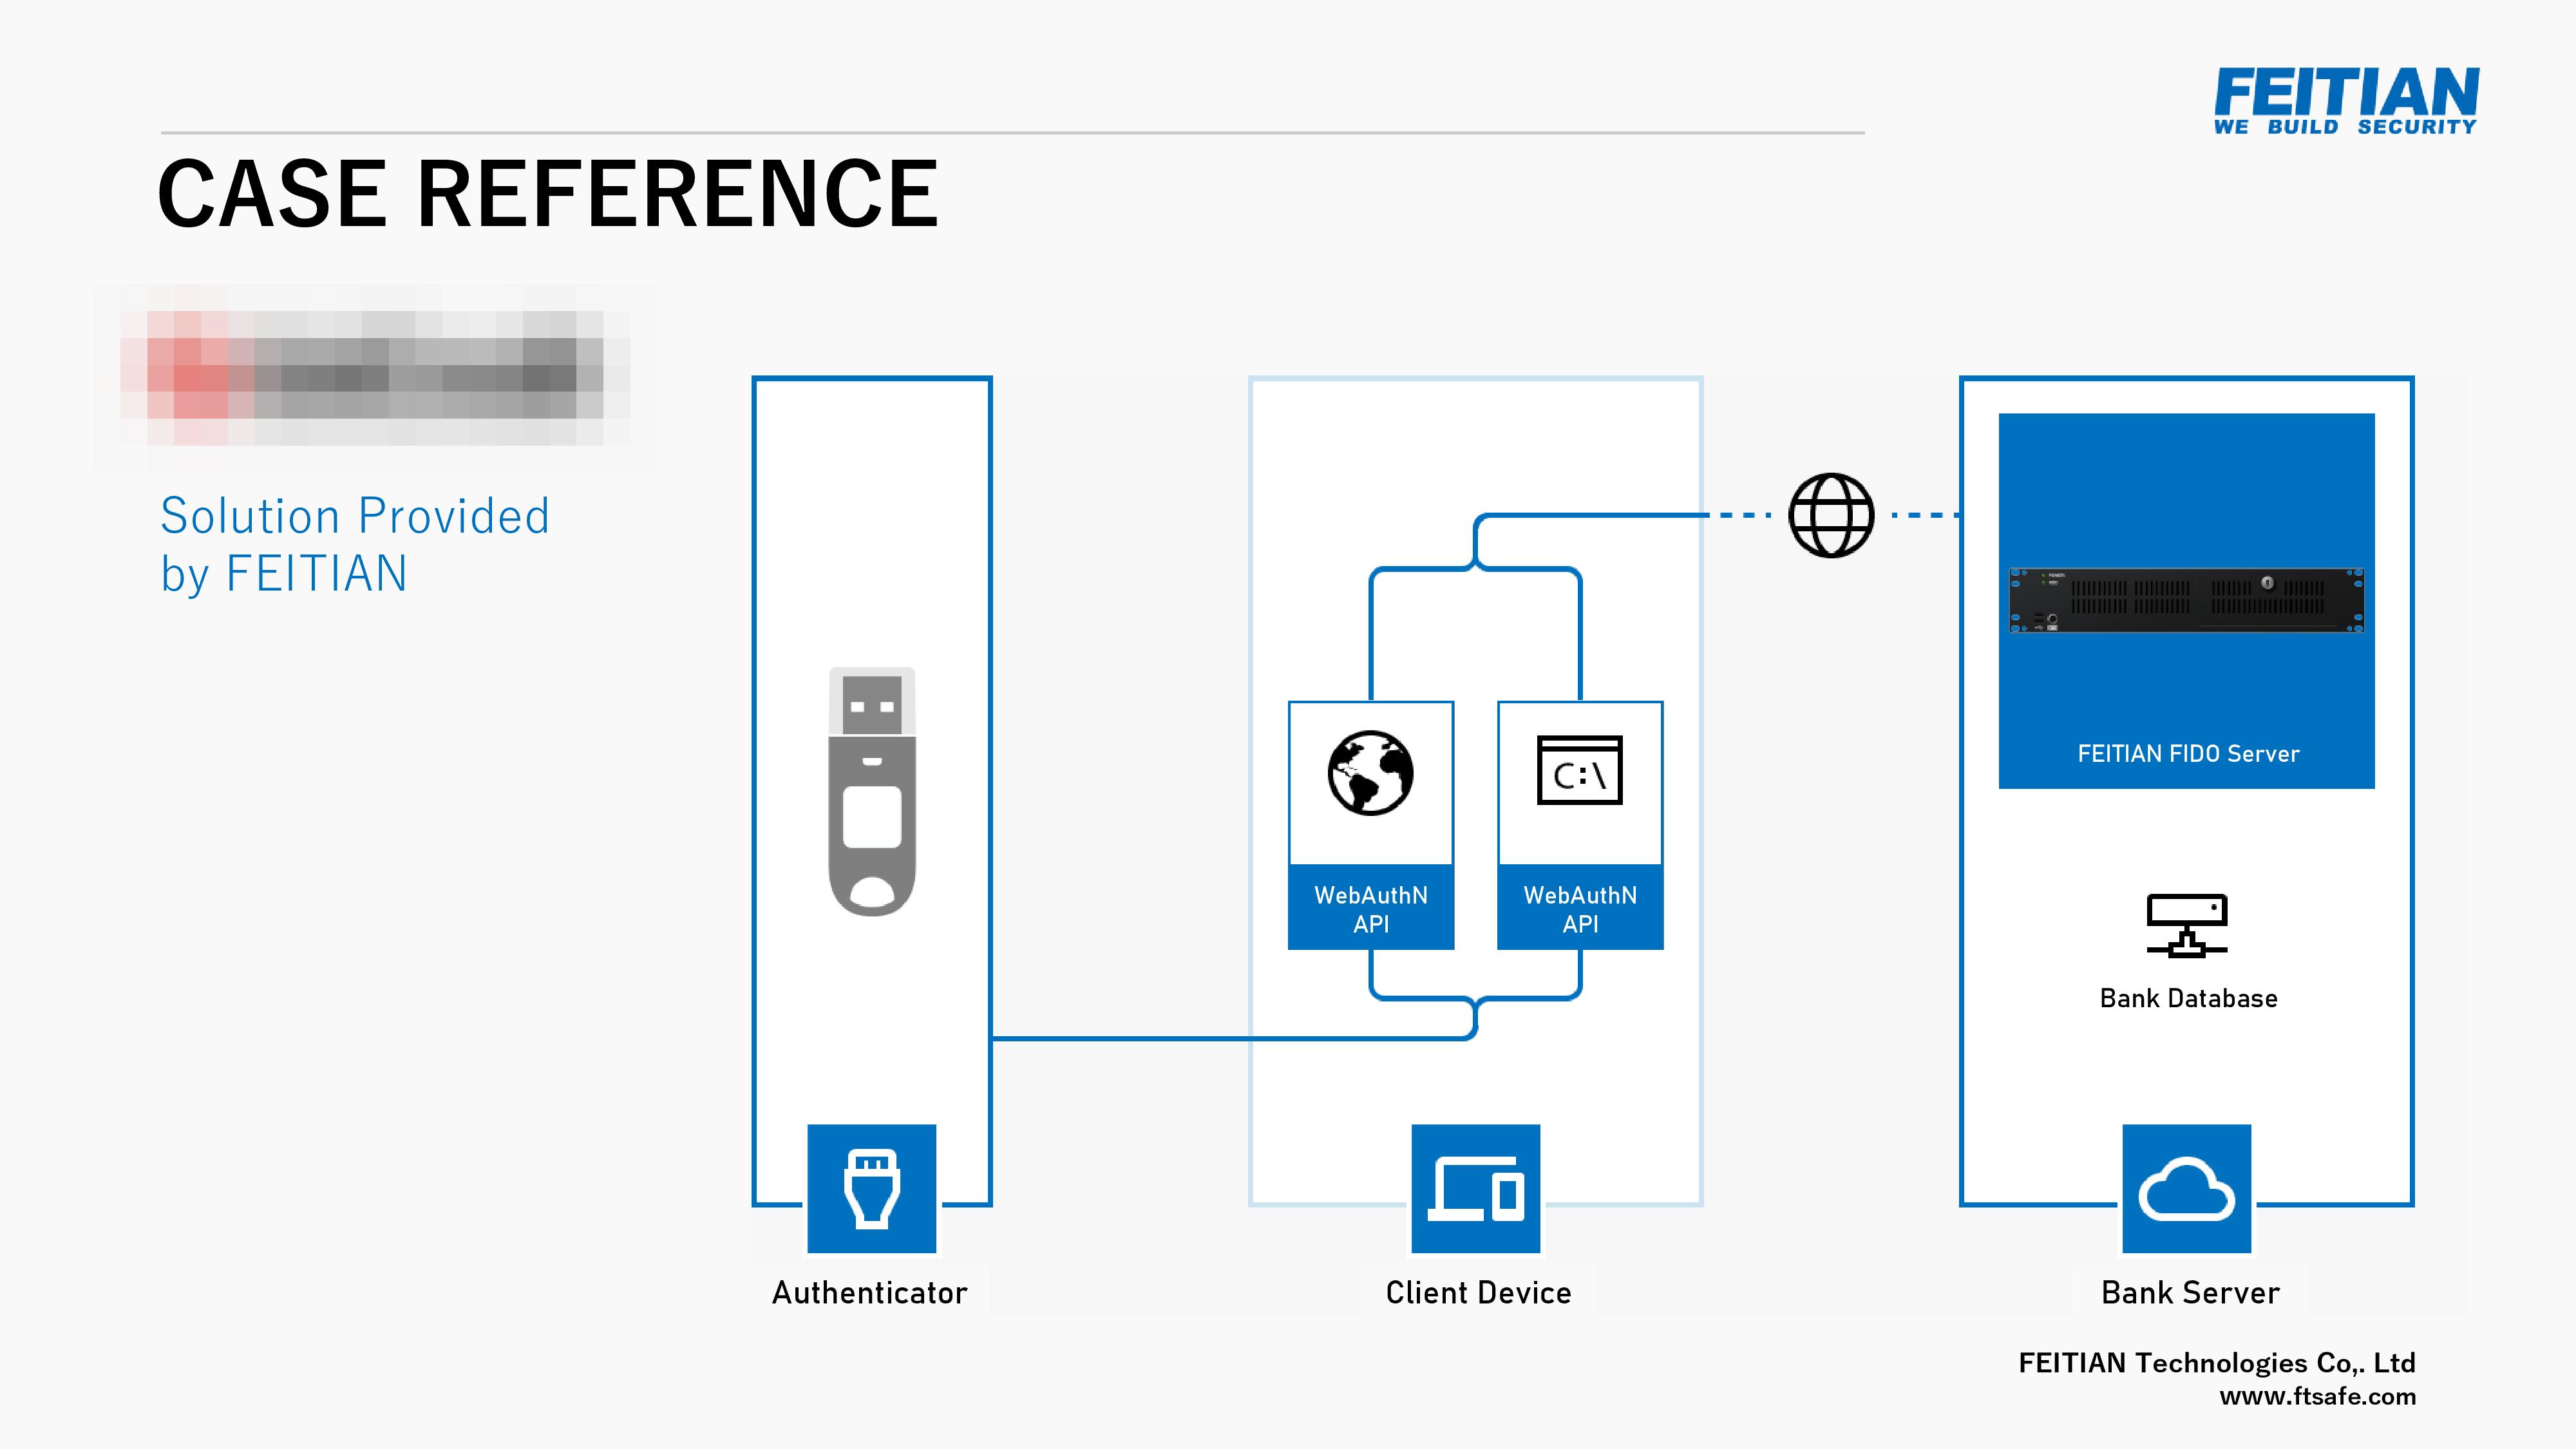 FEITIAN
WE BUILD SECURITY
CASE REFERENCE
Solution Provided
by FEITIAN
POWER
C:\
WebAuthN
API
WebAuthN
API
FEITIAN FIDO Server
Bank Database
Authenticator
Client Device
Bank Server
FEITIAN Technologies Co,. Ltd
www.ftsafe.com